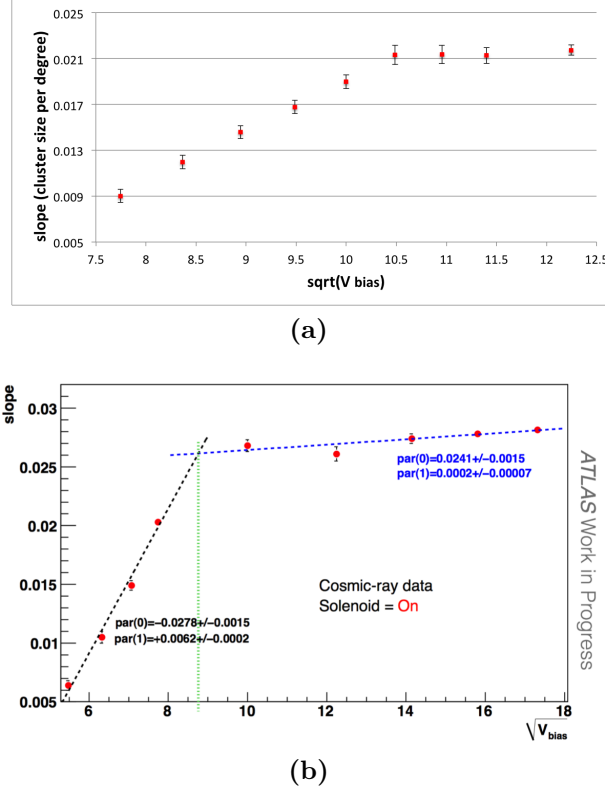 0.025
0.021
0.017
0.013
0.009
0.005
slope (cluster size per degree)
7.5 8 8.5 9 9.5 10 10.5 11 11.5 12 12.5
sqrt(V bias)
(a)
slope
0.03
0.025
0.02
0.015
0.01
0.005
par(0)=0.0241+/−0.0015
par(1)=0.0002+/−0.00007
Cosmic-ray data
Solenoid = On
par(0)=−0.0278+/−0.0015
par(1)=+0.0062+/−0.0002
6 8 10 12 14 16 18
√Vbias
ATLAS Work in Progress
(b)